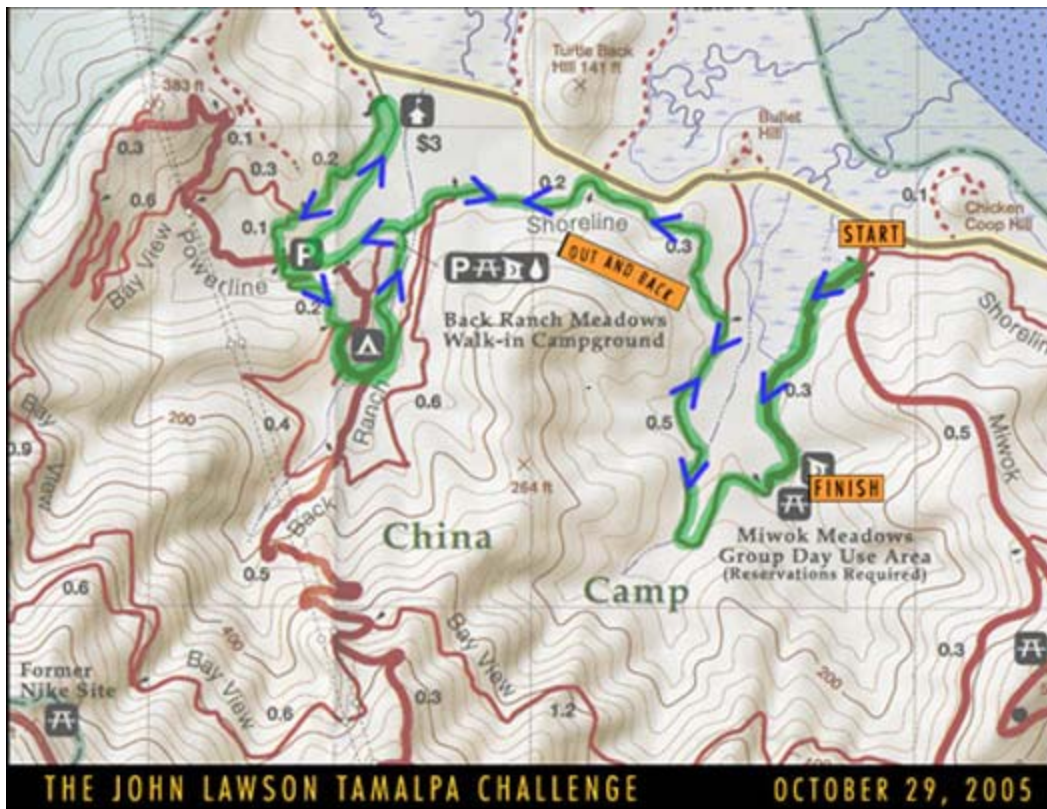 Turtle Back
Hill 141 ft
383 ft
Bullet
Hill
0.1
0.3
$3
0.2
0.3
0.6
0.2
0.1
Chicken
Coop Hill
0.1
P
START
Shoreline
0.3
OUT AND BACK
Bay View
Powerline
P
0.2
Back Ranch Meadows
Walk-in Campground
Shoreline
0.3
0.6
200
0.4
Ranch
0.5
0.5
Miwok
Bay
View
0.9
264 ft
FINISH
Back
China
Miwok Meadows
Group Day Use Area
(Reservations Required)
0.5
0.6
Camp
400
Bay View
Bay View
0.3
200
Former
Nike Site
0.6
0.3
1.2
THE JOHN LAWSON TAMALPA CHALLENGE
OCTOBER 29, 2005